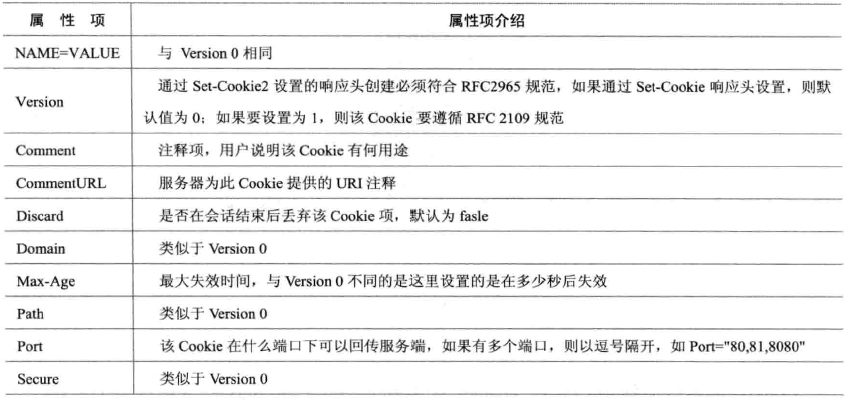 属 性 项 属性项介绍
NAME=VALUE 与 Version 0 相同
Version 通过 Set-Cookie2 设置的响应头创建必须符合 RFC2965 规范，如果通过 Set-Cookie 响应头设置，则默
认值为 0；如果要设置为 1，则该 Cookie 要遵循 RFC 2109 规范
Comment 注释项，用户说明该 Cookie 有何用途
CommentURL 服务器为此 Cookie 提供的 URI 注释
Discard 是否在会话结束后丢弃该 Cookie 项，默认为 fasle
Domain 类似于 Version 0
Max-Age 最大失效时间，与 Version 0 不同的是这里设置的是在多少秒后失效
Path 类似于 Version 0
Port 该 Cookie 在什么端口下可以回传服务端，如果有多个端口，则以逗号隔开，如 Port="80,81,8080"
Secure 类似于 Version 0